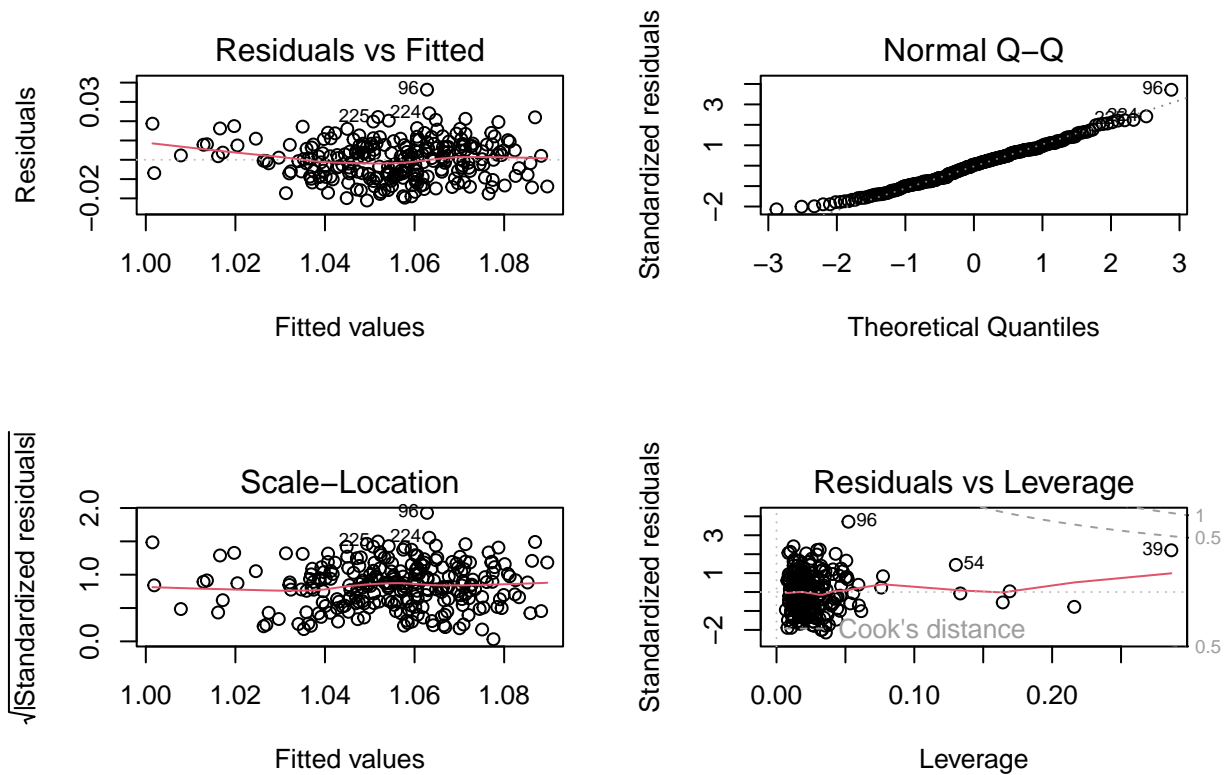 Residuals vs Fitted
Residuals
0.03
-0.02
96
225
224
1.00 1.02 1.04 1.06 1.08
Fitted values
Normal Q−Q
Standardized residuals
3
1
−2
96
−3 −2 −1 0 1 2 3
Theoretical Quantiles
Scale−Location
√|Standardized residuals|
2.0
1.0
0.0
96
225
224
1.00 1.02 1.04 1.06 1.08
Fitted values
Residuals vs Leverage
Standardized residuals
3
1
−2
96
54
39
1
0.5
0.5
Cook's distance
0.00 0.10 0.20
Leverage